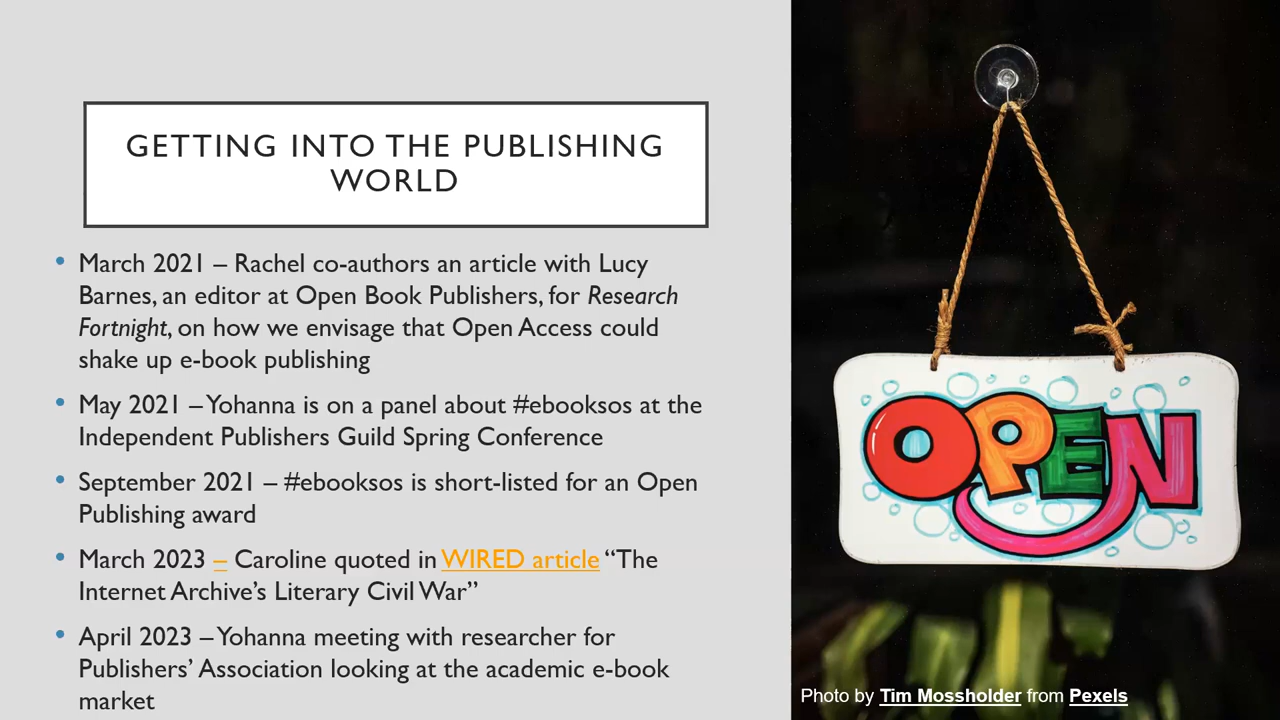 GETTING INTO THE PUBLISHING
WORLD
• March 2021 – Rachel co-authors an article with Lucy
Barnes, an editor at Open Book Publishers, for Research
Fortnight, on how we envisage that Open Access could
shake up e-book publishing
• May 2021 – Yohanna is on a panel about #ebooksos at the
Independent Publishers Guild Spring Conference
• September 2021 – #ebooksos is short-listed for an Open
Publishing award
• March 2023 – Caroline quoted in WIRED article “The
Internet Archive’s Literary Civil War”
• April 2023 – Yohanna meeting with researcher for
Publishers’ Association looking at the academic e-book
market
OPEN
Photo by Tim Mossholder from Pexels